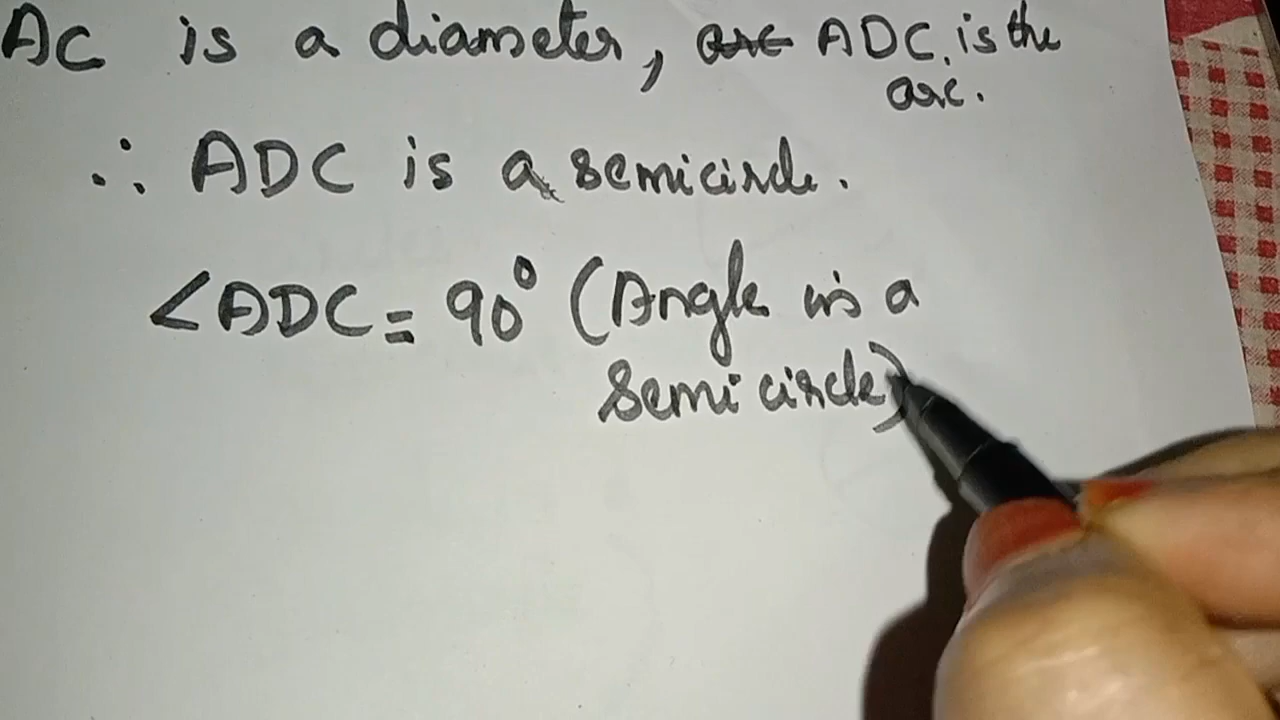 AC is a diameter, ADC is the
arc.
∴ ADC is a semicircle.
∠ADC = 90° (Angle in a
Semicircle)